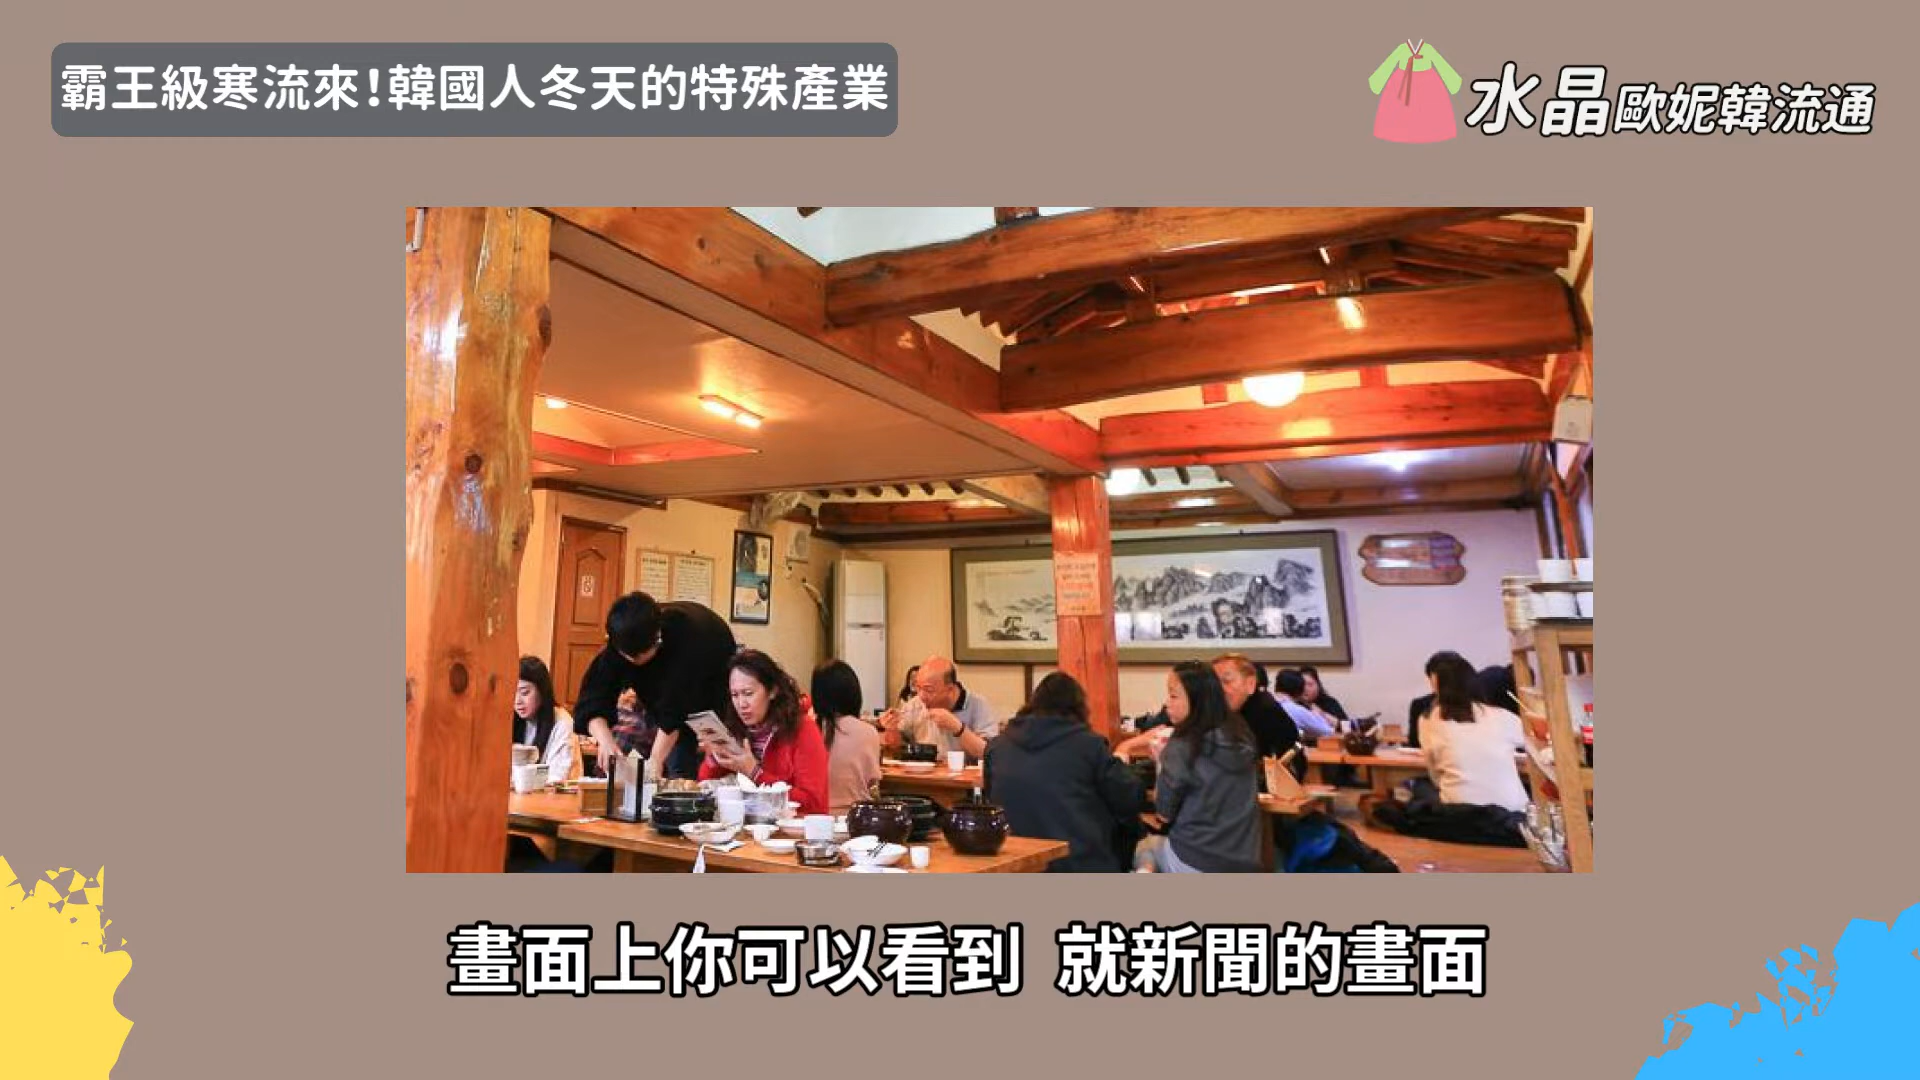 霸王級寒流來!韓國人冬天的特殊產業
水晶歐妮韓流通
畫面上你可以看到 就新聞的畫面